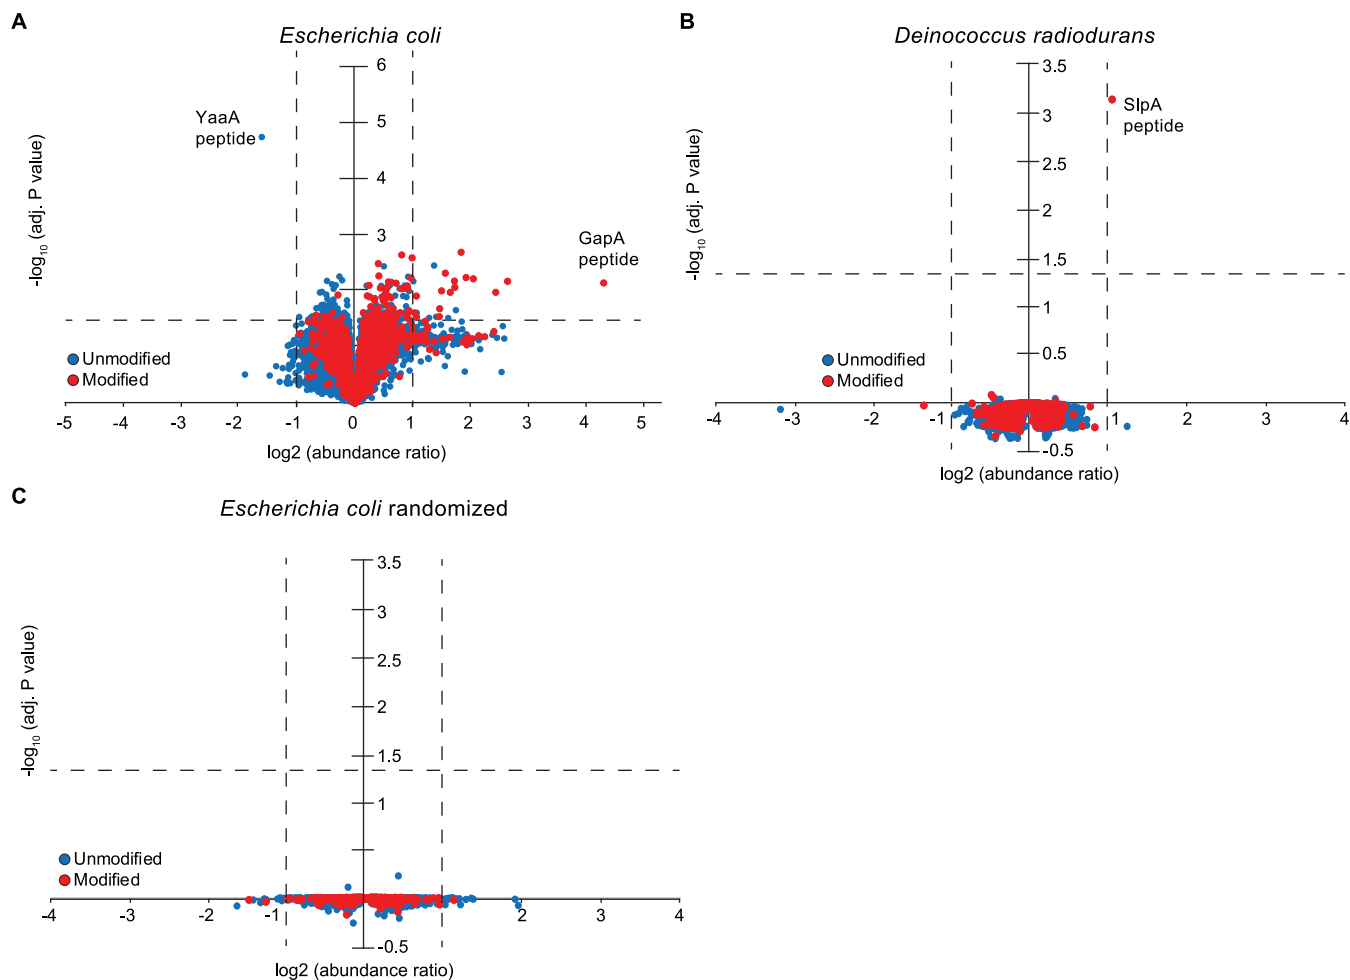 A
Escherichia coli
6
5
4
3
YaaA
peptide
GapA
peptide
-log10 (adj. P value)
Unmodified
Modified
-5 -4 -3 -2 -1 0 1 2 3 4 5
log2 (abundance ratio)
B
Deinococcus radiodurans
3.5
3
2.5
2
1.5
1
0.5
-0.5
SlpA
peptide
-log10 (adj. P value)
Unmodified
Modified
-4 -3 -2 -1 1 2 3 4
log2 (abundance ratio)
C
Escherichia coli randomized
3.5
3
2.5
2
1.5
1
-0.5
-log10 (adj. P value)
Unmodified
Modified
-4 -3 -2 -1 1 2 3 4
log2 (abundance ratio)